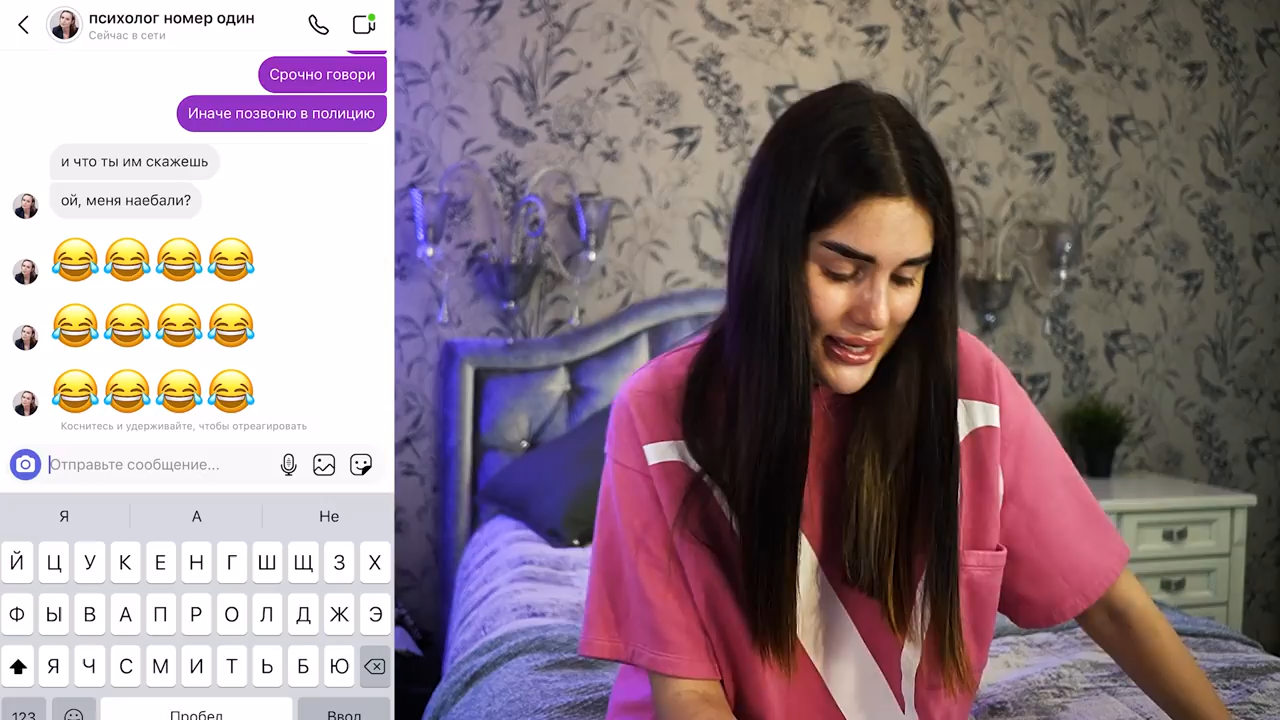 психолог номер один
Сейчас в сети
Срочно говори
Иначе позвоню в полицию
и что ты им скажешь
ой, меня наебали?
Коснитесь и удерживайте, чтобы отреагировать
Отправьте сообщение...
Я А Не
Й Ц У К Е Н Г Ш Щ З Х
Ф Ы В А П Р О Л Д Ж Э
Я Ч С М И Т Ь Б Ю
123 Пробел Ввод